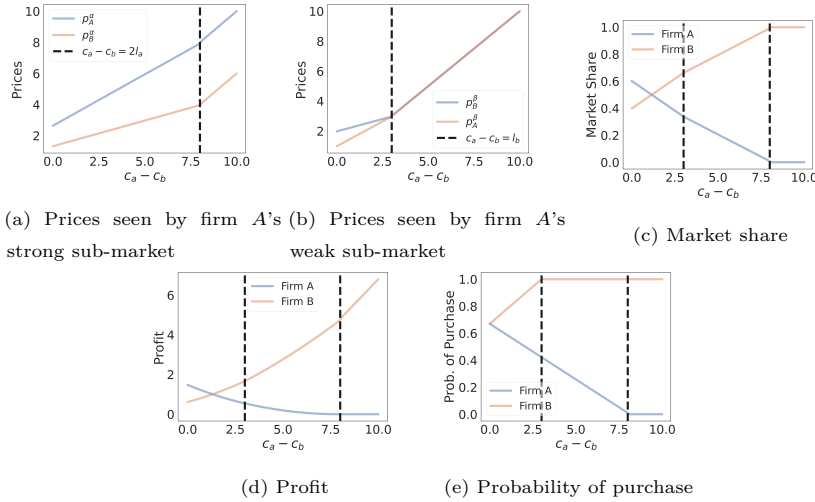 10
8
6
4
2
Prices
p_A^α
p_B^α
c_a − c_b = 2l_a
0.0 2.5 5.0 7.5 10.0
c_a − c_b
(a) Prices seen by firm A's
strong sub-market
10
8
6
4
2
Prices
p_B^β
p_A^β
c_a − c_b = l_b
0.0 2.5 5.0 7.5 10.0
c_a − c_b
(b) Prices seen by firm A's
weak sub-market
1.0
0.8
0.6
0.4
0.2
0.0
Market Share
Firm A
Firm B
0.0 2.5 5.0 7.5 10.0
c_a − c_b
(c) Market share
6
4
2
0
Profit
Firm A
Firm B
0.0 2.5 5.0 7.5 10.0
c_a − c_b
(d) Profit
1.0
0.8
0.6
0.4
0.2
0.0
Prob. of Purchase
Firm A
Firm B
0.0 2.5 5.0 7.5 10.0
c_a − c_b
(e) Probability of purchase